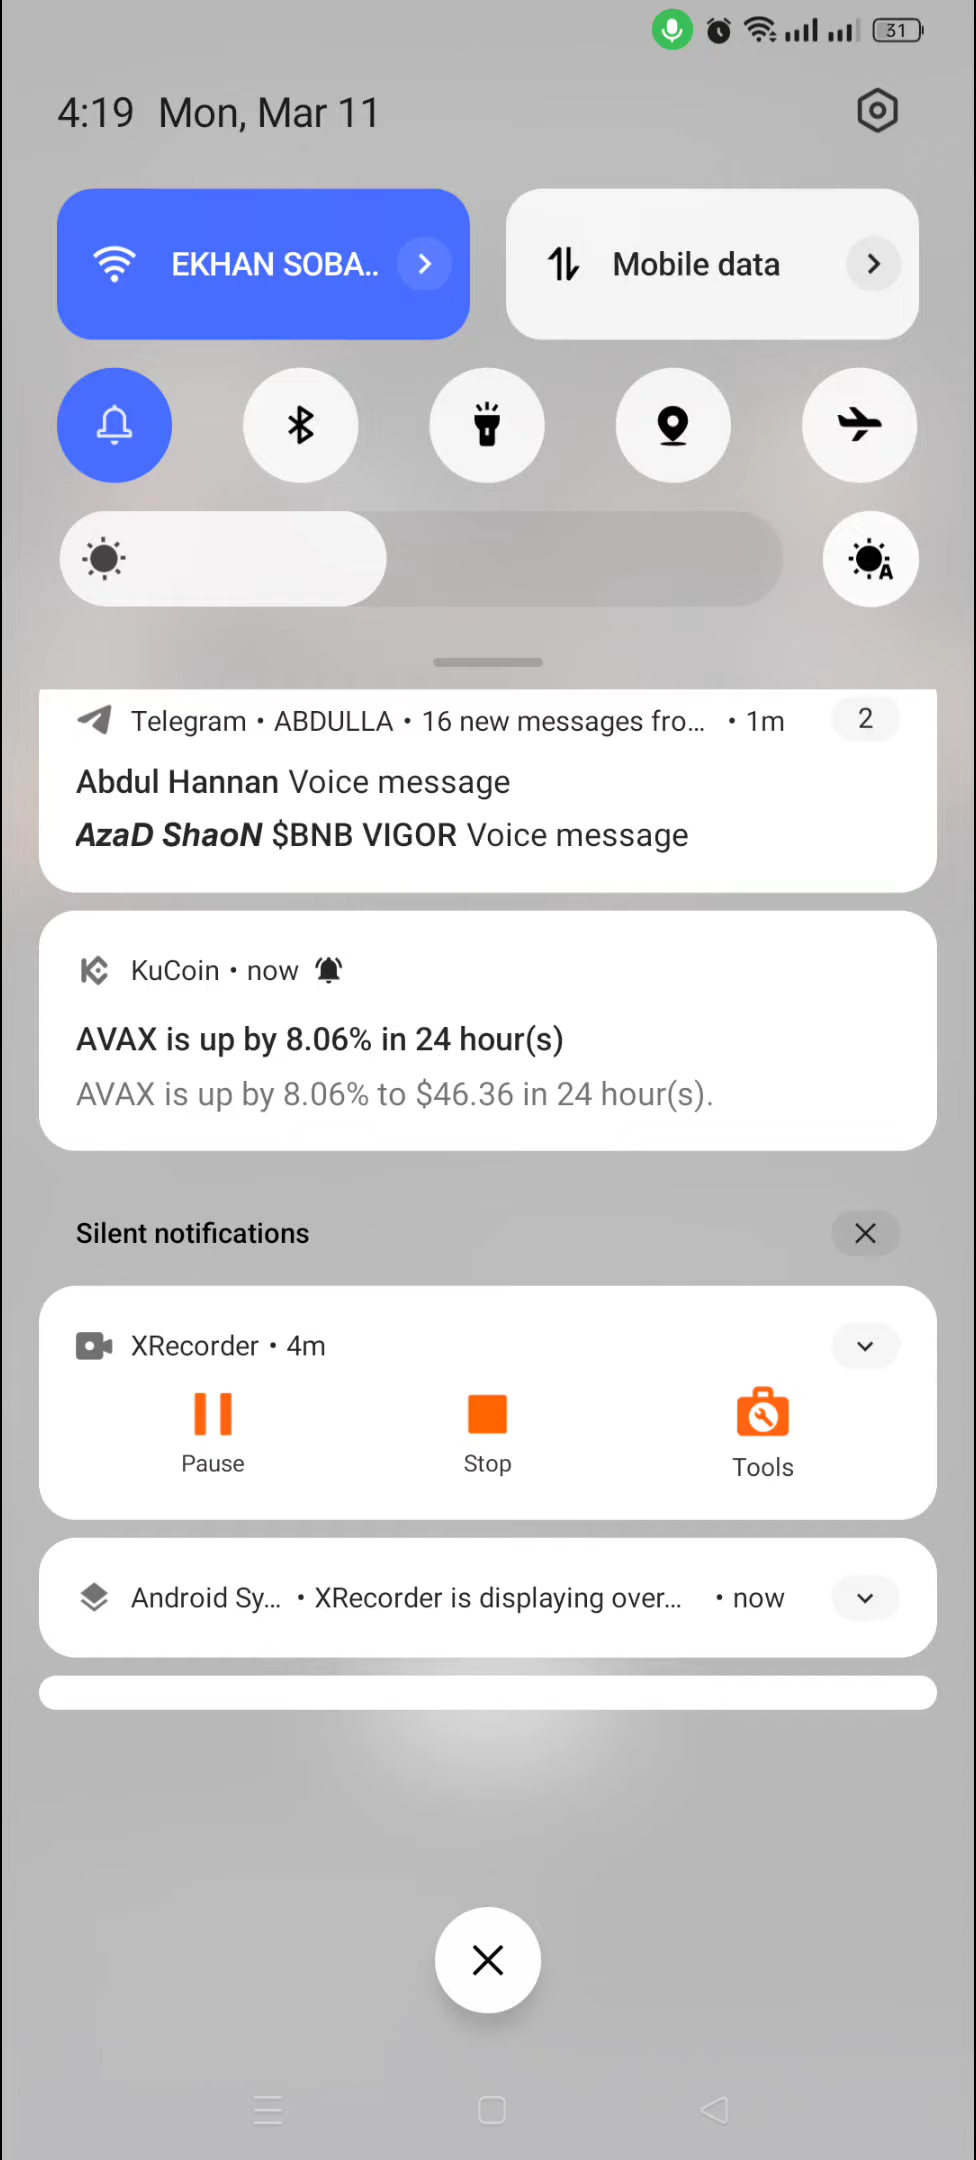 31
4:19 Mon, Mar 11
EKHAN SOBA..
Mobile data
A
Telegram • ABDULLA • 16 new messages fro... • 1m
2
Abdul Hannan Voice message
AzaD ShaoN $BNB VIGOR Voice message
KuCoin • now
AVAX is up by 8.06% in 24 hour(s)
AVAX is up by 8.06% to $46.36 in 24 hour(s).
Silent notifications
XRecorder • 4m
Pause
Stop
Tools
Android Sy... • XRecorder is displaying over... • now